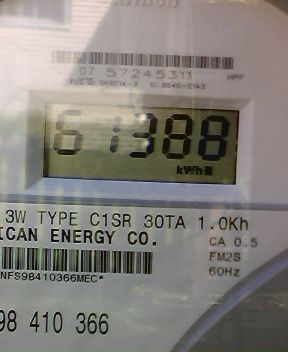 07 57245311 HPP
61388
kWh
3W TYPE C1SR 30TA 1.0Kh
ICAN ENERGY CO.
CA 0.5
FM2S
60Hz
NFS98410366MEC*
98 410 366